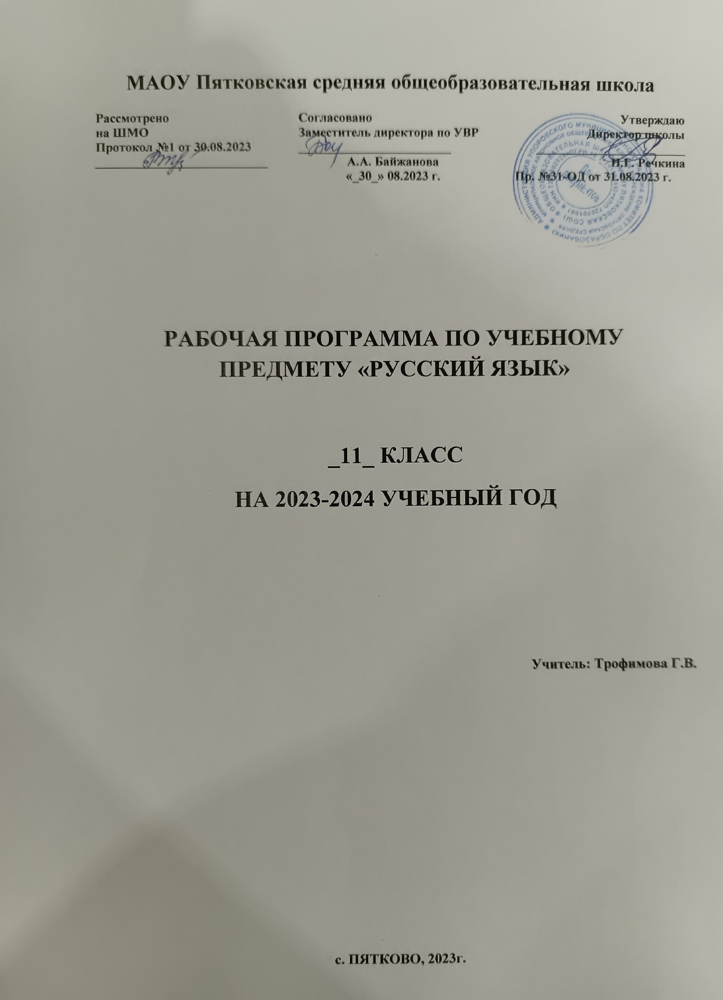 МАОУ Пятковская средняя общеобразовательная школа
Рассмотрено
на ШМО
Протокол №1 от 30.08.2023
Согласовано
Заместитель директора по УВР
А.А. Байжанова
«_30_» 08.2023 г.
Утверждаю
Директор школы
Н.Г. Речкина
Пр. №31-ОД от 31.08.2023 г.
РАБОЧАЯ ПРОГРАММА ПО УЧЕБНОМУ
ПРЕДМЕТУ «РУССКИЙ ЯЗЫК»
_11_ КЛАСС
НА 2023-2024 УЧЕБНЫЙ ГОД
Учитель: Трофимова Г.В.
с. ПЯТКОВО, 2023г.